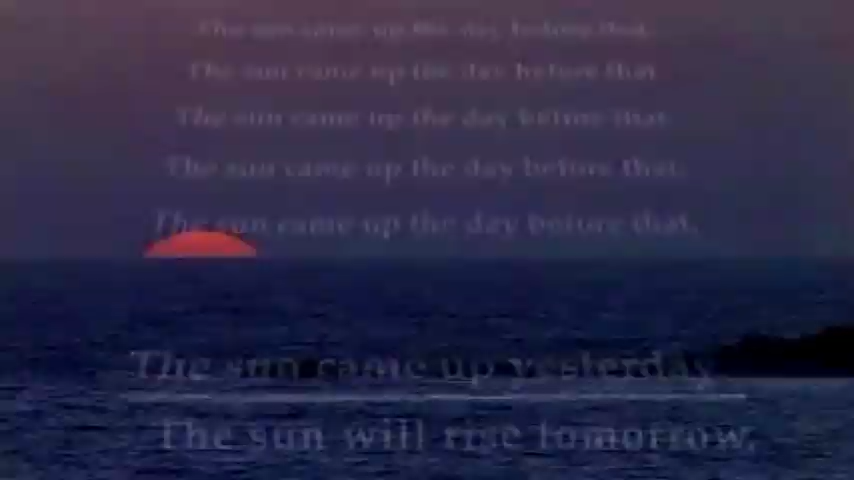 The sun came up the day before that.
The sun came up the day before that.
The sun came up the day before that.
The sun came up the day before that.
The sun came up the day before that.
The sun came up yesterday.
The sun will rise tomorrow.